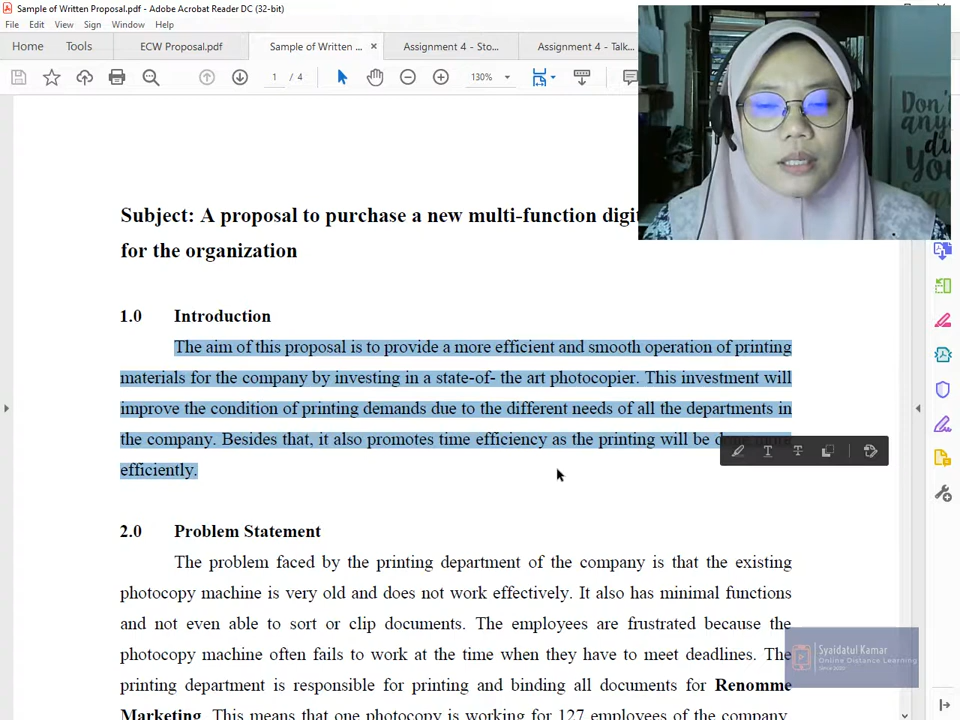 Sample of Written Proposal.pdf - Adobe Acrobat Reader DC (32-bit)
File Edit View Sign Window Help
Home Tools ECW Proposal.pdf Sample of Written ... × Assignment 4 - Sto... Assignment 4 - Talk...
1 / 4 130%
Don't
any
du
You
Subject: A proposal to purchase a new multi-function
for the organization
1.0 Introduction
The aim of this proposal is to provide a more efficient and smooth operation of printing
materials for the company by investing in a state-of- the art photocopier. This investment will
improve the condition of printing demands due to the different needs of all the departments in
the company. Besides that, it also promotes time efficiency as the printing will be done more
efficiently.
2.0 Problem Statement
The problem faced by the printing department of the company is that the existing
photocopy machine is very old and does not work effectively. It also has minimal functions
and not even able to sort or clip documents. The employees are frustrated because the
photocopy machine often fails to work at the time when they have to meet deadlines. The
printing department is responsible for printing and binding all documents for Renomme
Marketing. This means that one photocopy is working for 127 employees of the company.
Syaidatul Kamar
Online Distance Learning